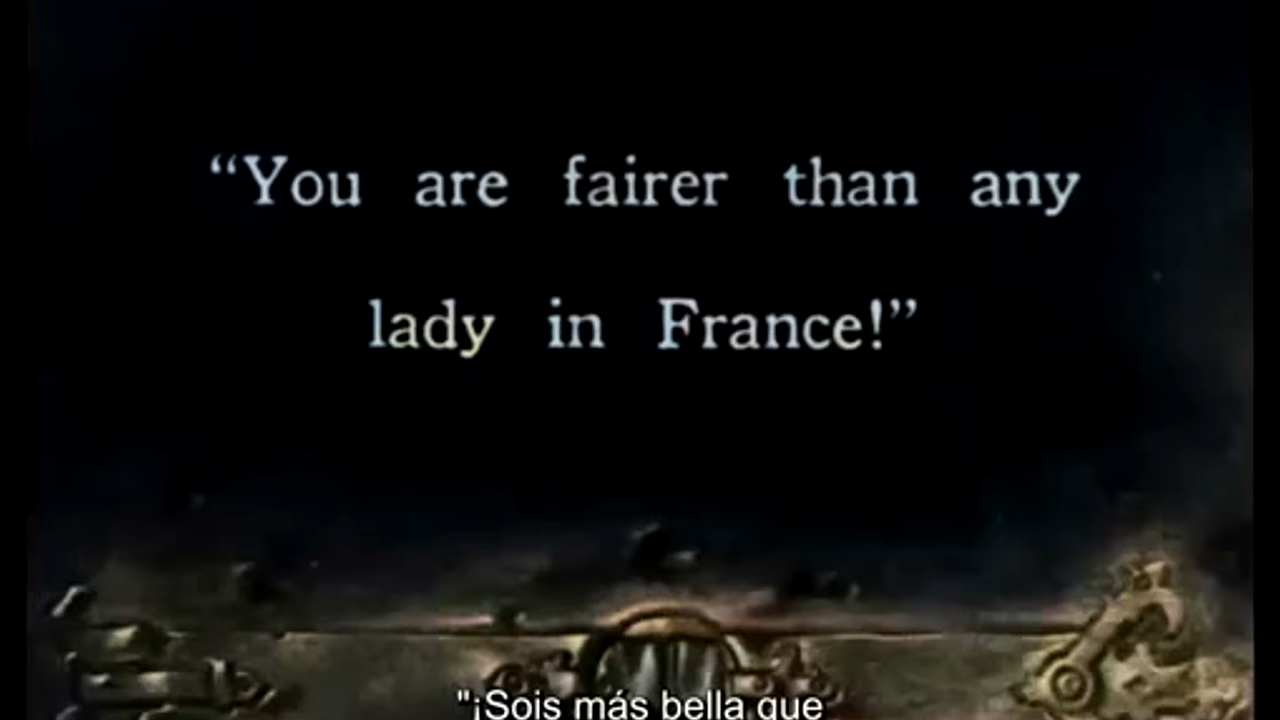 “You are fairer than any
lady in France!”
"¡Sois más bella que